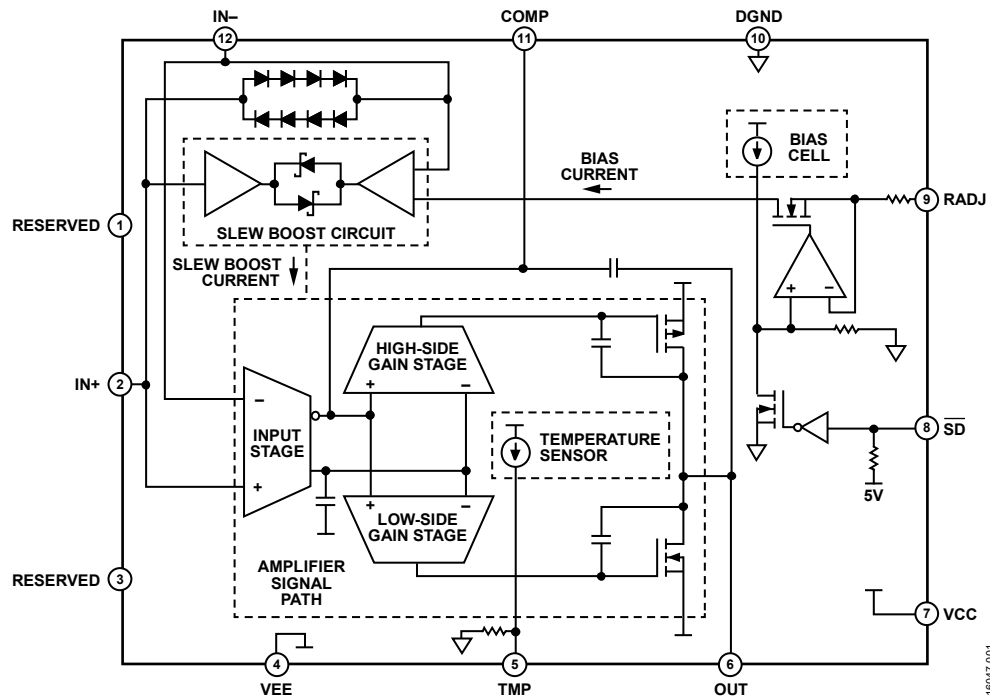 IN–
COMP
DGND
12
11
10
BIAS
CELL
BIAS
CURRENT
9
RADJ
RESERVED
1
SLEW BOOST CIRCUIT
SLEW BOOST
CURRENT
+
–
HIGH-SIDE
GAIN STAGE
IN+
2
+
–
–
INPUT
STAGE
TEMPERATURE
SENSOR
8
SD
+
5V
+
–
LOW-SIDE
GAIN STAGE
RESERVED
3
AMPLIFIER
SIGNAL
PATH
7
VCC
4
5
6
VEE
TMP
OUT
16047-001